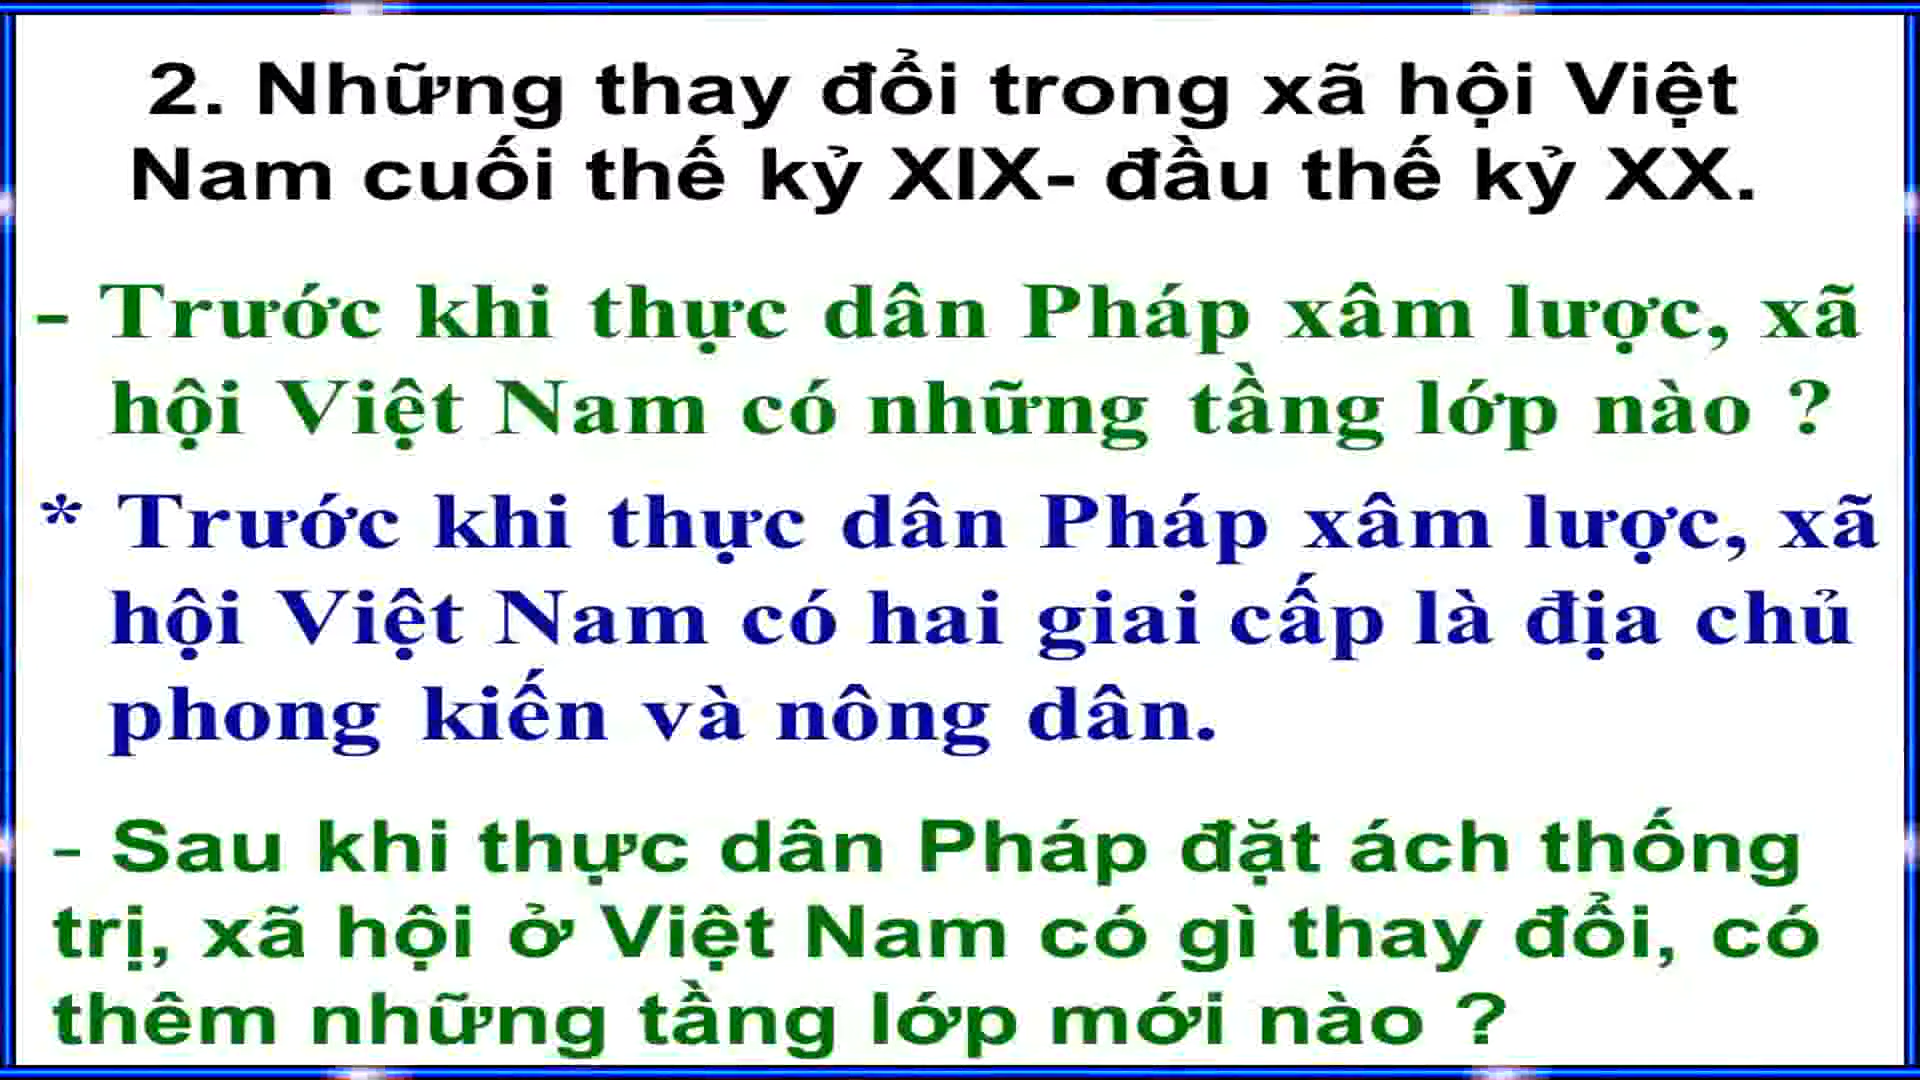 2. Những thay đổi trong xã hội Việt
Nam cuối thế kỷ XIX- đầu thế kỷ XX.
- Trước khi thực dân Pháp xâm lược, xã
hội Việt Nam có những tầng lớp nào ?
* Trước khi thực dân Pháp xâm lược, xã
hội Việt Nam có hai giai cấp là địa chủ
phong kiến và nông dân.
- Sau khi thực dân Pháp đặt ách thống
trị, xã hội ở Việt Nam có gì thay đổi, có
thêm những tầng lớp mới nào ?